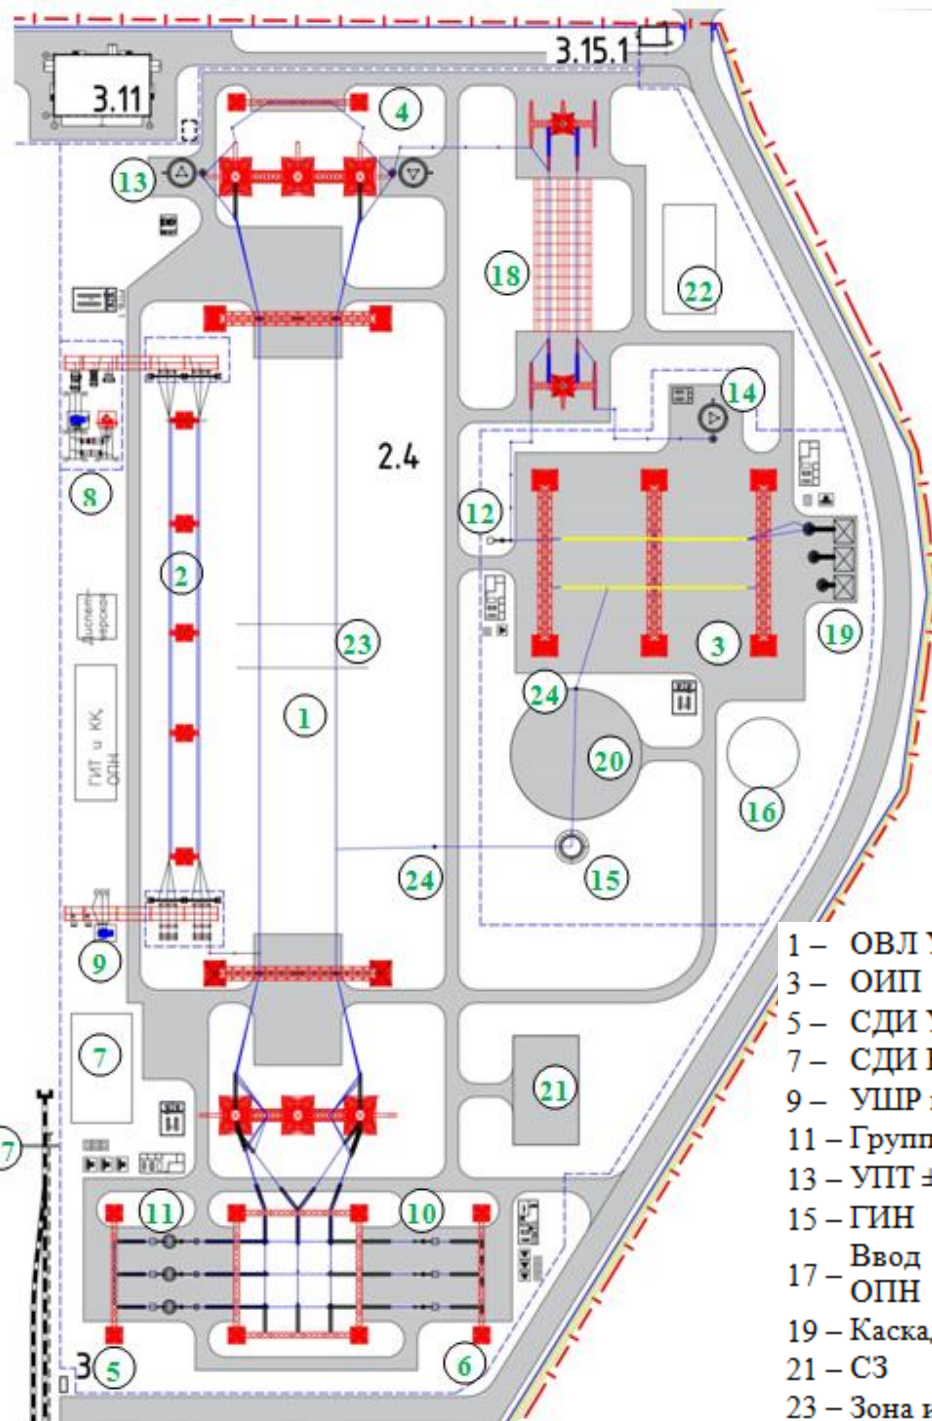 3.15.1
3.11
4
13
18
22
14
2.4
8
12
2
Диспет-
черская
23
3
19
1
24
ГИТ и КК,
ОПН
20
16
24
15
9
7
21
7
11
10
3
5
6
1 – ОВЛ
3 – ОИП
5 – СДИ
7 – СДИ
9 – УШР
11 –
13 – УПТ ±
15 – ГИН
17 – Ввод
ОПН
19 –
21 – СЗ
23 – Зона